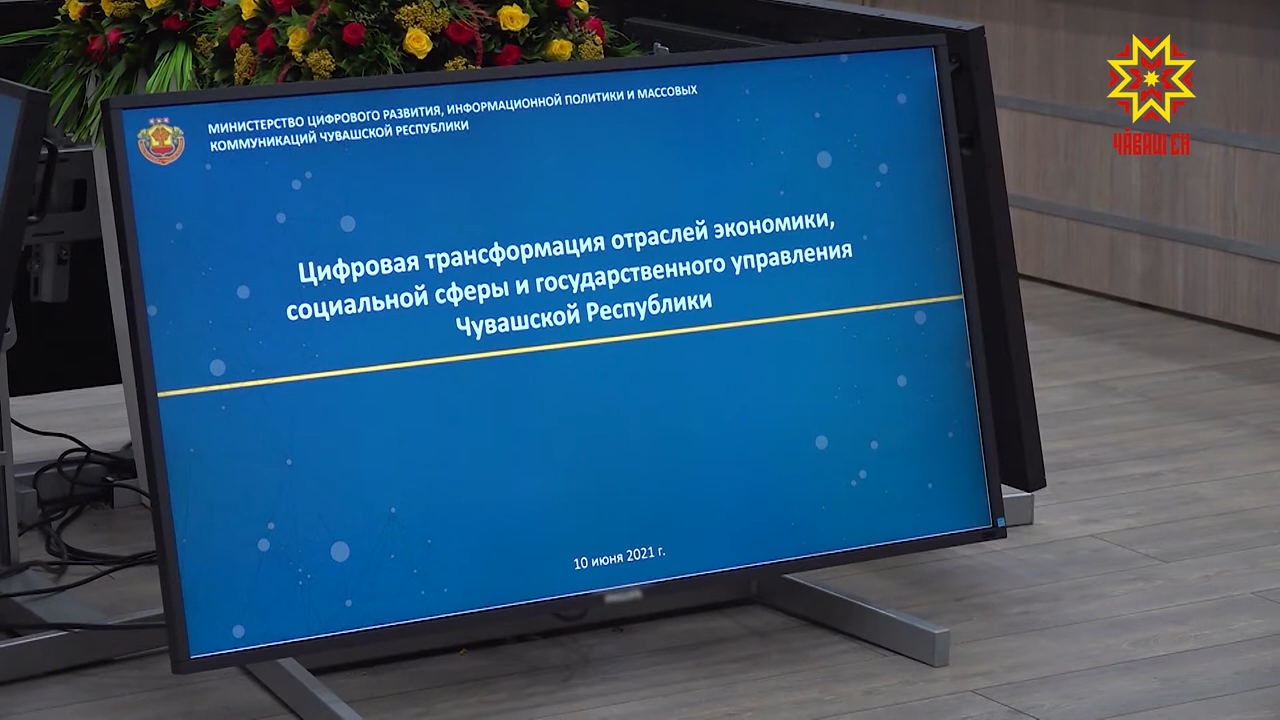 МИНИСТЕРСТВО ЦИФРОВОГО РАЗВИТИЯ, ИНФОРМАЦИОННОЙ ПОЛИТИКИ И МАССОВЫХ
КОММУНИКАЦИЙ ЧУВАШСКОЙ РЕСПУБЛИКИ
ЧӐВАШ ЕН
Цифровая трансформация отраслей экономики,
социальной сферы и государственного управления
Чувашской Республики
10 июня 2021 г.